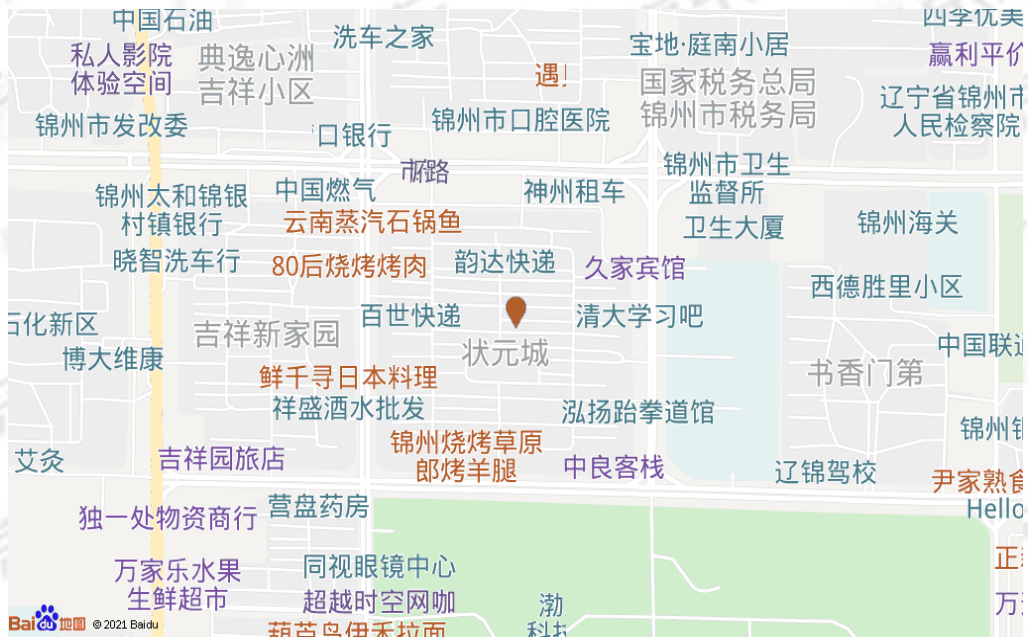 中国石油
四季优美
洗车之家
宝地·庭南小居
私人影院
体验空间
典逸心洲
吉祥小区
赢利平价
遇
国家税务总局
锦州市税务局
辽宁省锦州市
人民检察院
锦州市发改委
口银行
锦州市口腔医院
锦州市卫生
监督所
中国燃气
神州租车
锦州太和锦银
村镇银行
云南蒸汽石锅鱼
卫生大厦
锦州海关
晓智洗车行
80后烧烤烤肉
韵达快递
久家宾馆
西德胜里小区
石化新区
吉祥新家园
百世快递
清大学习吧
博大维康
状元城
中国联通
书香门第
鲜千寻日本料理
祥盛酒水批发
泓扬跆拳道馆
锦州烧烤草原
郎烤羊腿
锦州银
艾灸
吉祥园旅店
中良客栈
辽锦驾校
尹家熟食
Hello
营盘药房
独一处物资商行
同视眼镜中心
万家乐水果
生鲜超市
超越时空网咖
渤
科技
葫芦岛伊禾拉面
Bai du 地图 © 2021 Baidu